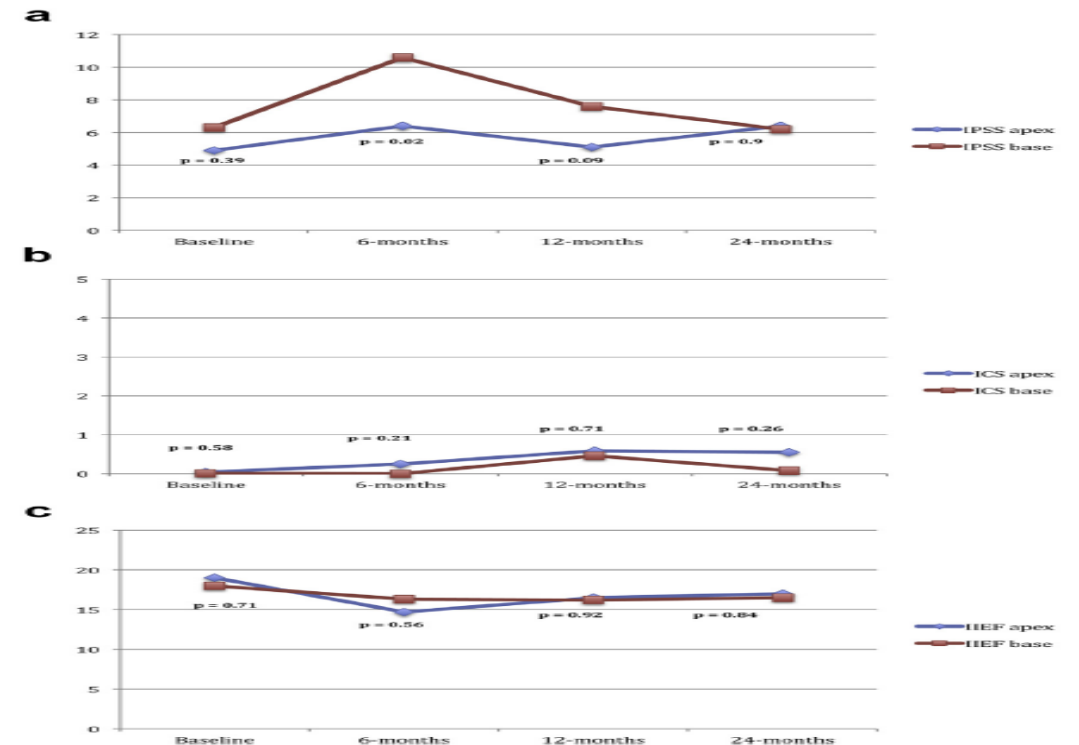 a
12
10
8
6
4
2
0
p = 0.39
p = 0.02
p = 0.09
p = 0.9
Baseline 6-months 12-months 24-months
IPSS apex
IPSS base
b
5
4
3
2
1
0
p = 0.58
p = 0.21
p = 0.71
p = 0.26
Baseline 6-months 12-months 24-months
ICS apex
ICS base
c
25
20
15
10
5
0
p = 0.71
p = 0.56
p = 0.92
p = 0.84
Baseline 6-months 12-months 24-months
IIEF apex
IIEF base